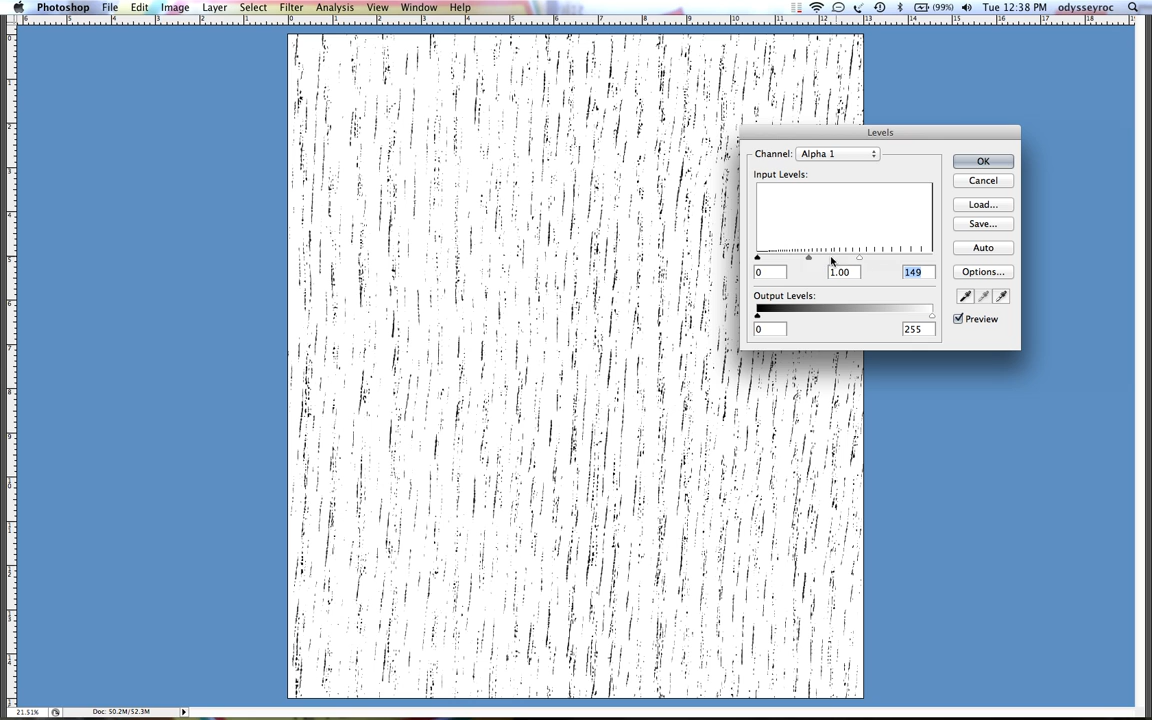 Photoshop File Edit Image Layer Select Filter Analysis View Window Help (99%) Tue 12:38 PM odysseyroc
Levels
Channel: Alpha 1
OK
Input Levels:
Cancel
Load...
Save...
Auto
0 1.00 149
Options...
Output Levels:
Preview
0 255
21.51% Doc: 50.2M/52.3M